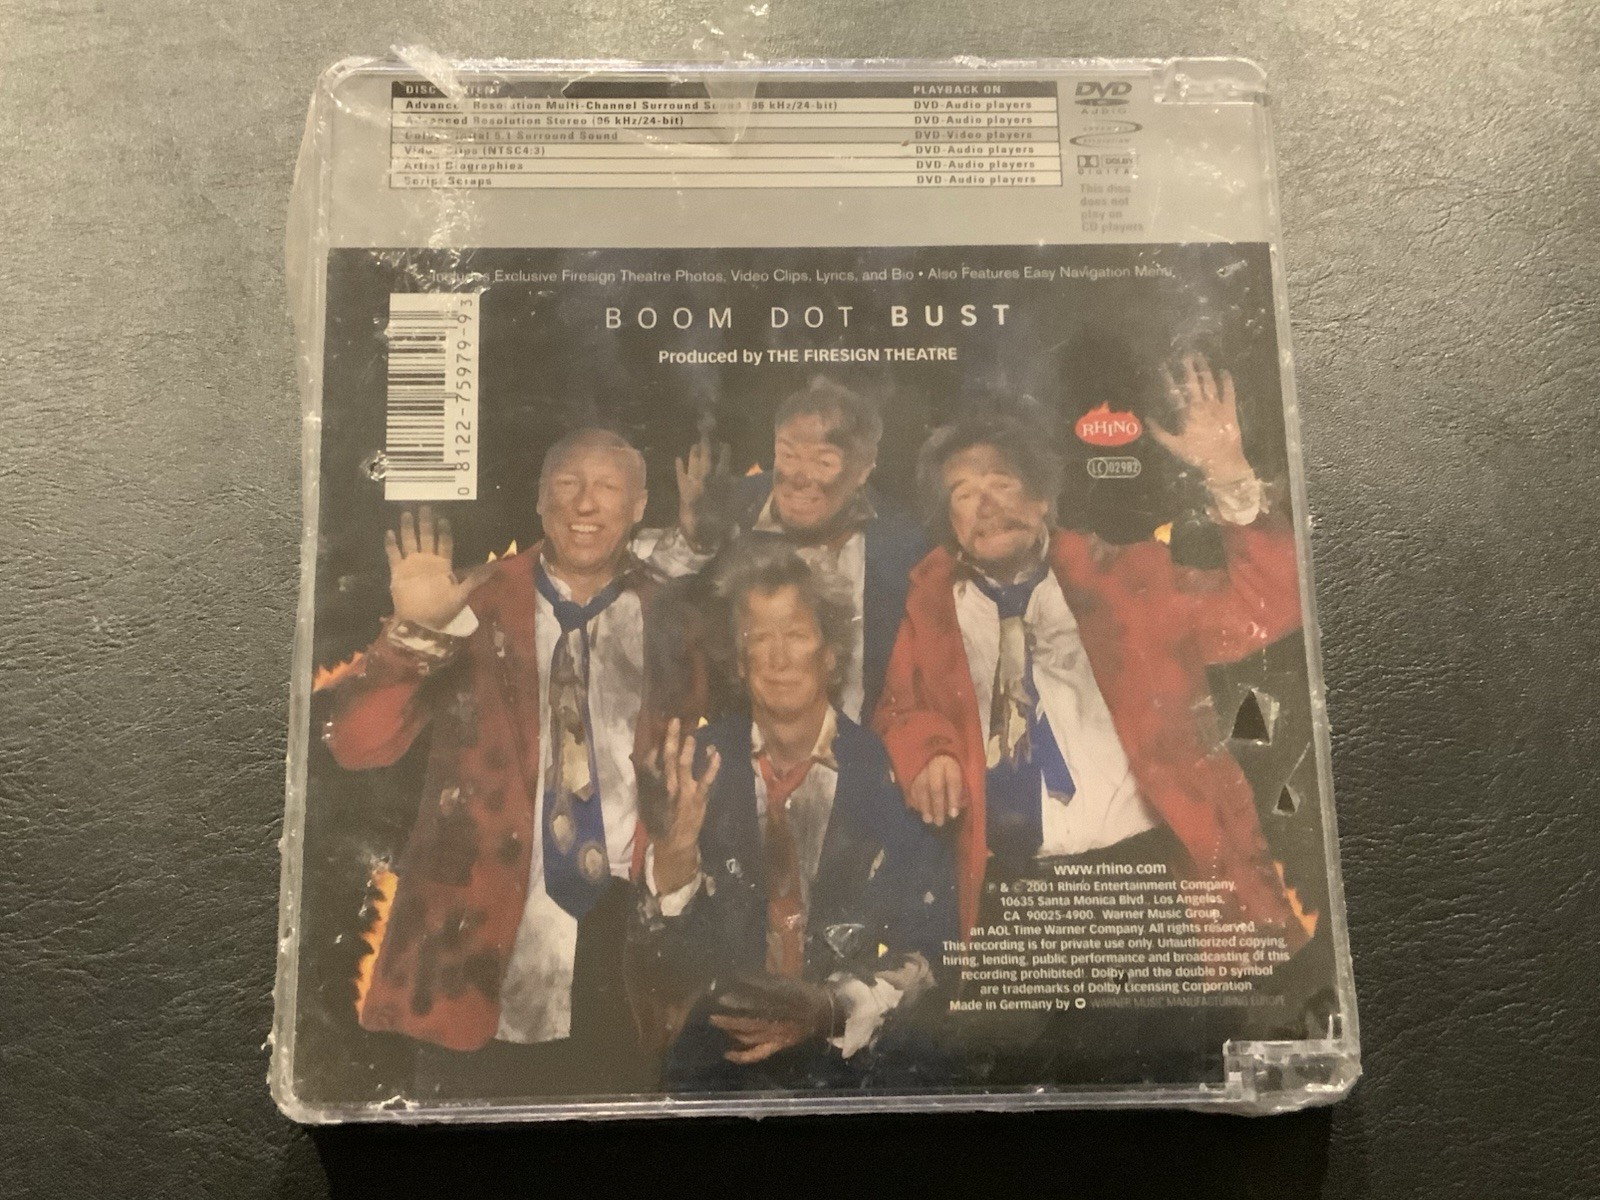 DISC PLAYBACK ON:
Resolution Multi-Channel Surround Sound (96 kHz/24-bit) DVD-Audio players
Advanced Resolution Stereo (96 kHz/24-bit) DVD-Audio players
5.1 Surround Sound DVD-Video players
Clips (NTSC4:3) DVD-Audio players
Artist Biographies DVD-Audio players
Script Scraps DVD-Audio players
DVD
AUDIO
DOLBY
DIGITAL
This disc
does not
play on
CD players
Includes Exclusive Firesign Theatre Photos, Video Clips, Lyrics, and Bio • Also Features Easy Navigation Menu
BOOM DOT BUST
Produced by THE FIRESIGN THEATRE
0 8122-75979-9 3
RHINO
LC 02982
www.rhino.com
℗ & © 2001 Rhino Entertainment Company,
10635 Santa Monica Blvd., Los Angeles,
CA 90025-4900. Warner Music Group,
an AOL Time Warner Company. All rights reserved.
This recording is for private use only. Unauthorized copying,
hiring, lending, public performance and broadcasting of this
recording prohibited! Dolby and the double D symbol
are trademarks of Dolby Licensing Corporation
Made in Germany by WARNER MUSIC MANUFACTURING EUROPE